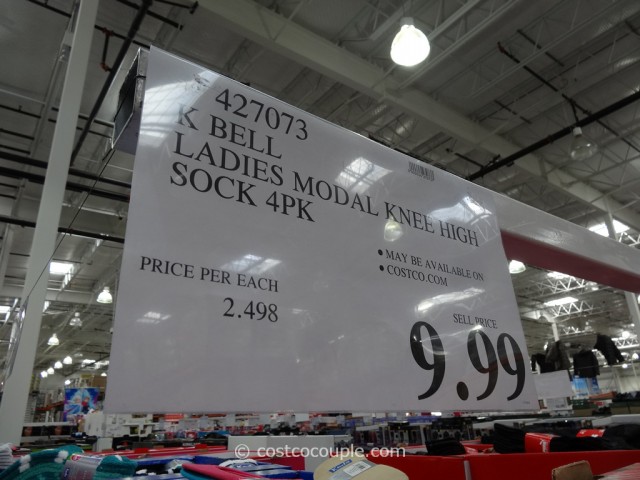 427073
K BELL
LADIES MODAL KNEE HIGH
SOCK 4PK
• MAY BE AVAILABLE ON
• COSTCO.COM
PRICE PER EACH
2.498
SELL PRICE
9.99
© costcocouple.com